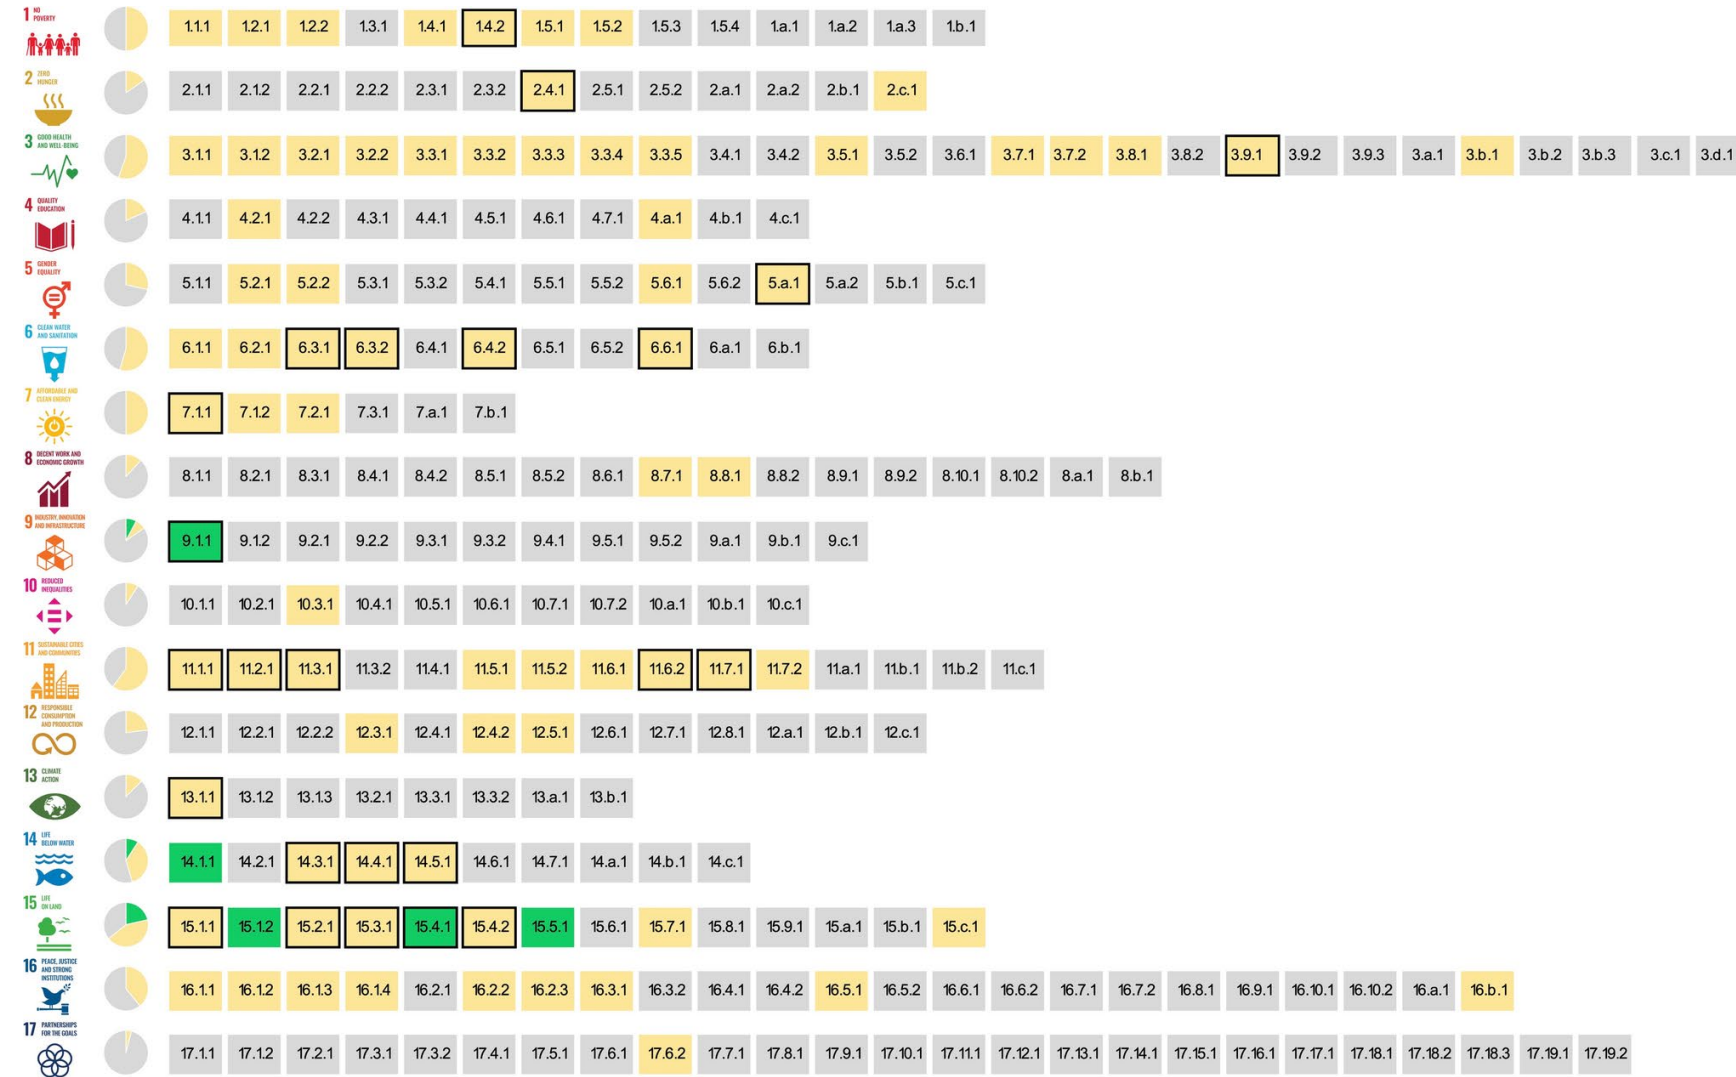 1 NO POVERTY 1.1.1 1.2.1 1.2.2 1.3.1 1.4.1 1.4.2 1.5.1 1.5.2 1.5.3 1.5.4 1.a.1 1.a.2 1.a.3 1.b.1
2 ZERO HUNGER 2.1.1 2.1.2 2.2.1 2.2.2 2.3.1 2.3.2 2.4.1 2.5.1 2.5.2 2.a.1 2.a.2 2.b.1 2.c.1
3 GOOD HEALTH AND WELL-BEING 3.1.1 3.1.2 3.2.1 3.2.2 3.3.1 3.3.2 3.3.3 3.3.4 3.3.5 3.4.1 3.4.2 3.5.1 3.5.2 3.6.1 3.7.1 3.7.2 3.8.1 3.8.2 3.9.1 3.9.2 3.9.3 3.a.1 3.b.1 3.b.2 3.b.3 3.c.1 3.d.1
4 QUALITY EDUCATION 4.1.1 4.2.1 4.2.2 4.3.1 4.4.1 4.5.1 4.6.1 4.7.1 4.a.1 4.b.1 4.c.1
5 GENDER EQUALITY 5.1.1 5.2.1 5.2.2 5.3.1 5.3.2 5.4.1 5.5.1 5.5.2 5.6.1 5.6.2 5.a.1 5.a.2 5.b.1 5.c.1
6 CLEAN WATER AND SANITATION 6.1.1 6.2.1 6.3.1 6.3.2 6.4.1 6.4.2 6.5.1 6.5.2 6.6.1 6.a.1 6.b.1
7 AFFORDABLE AND CLEAN ENERGY 7.1.1 7.1.2 7.2.1 7.3.1 7.a.1 7.b.1
8 DECENT WORK AND ECONOMIC GROWTH 8.1.1 8.2.1 8.3.1 8.4.1 8.4.2 8.5.1 8.5.2 8.6.1 8.7.1 8.8.1 8.8.2 8.9.1 8.9.2 8.10.1 8.10.2 8.a.1 8.b.1
9 INDUSTRY, INNOVATION AND INFRASTRUCTURE 9.1.1 9.1.2 9.2.1 9.2.2 9.3.1 9.3.2 9.4.1 9.5.1 9.5.2 9.a.1 9.b.1 9.c.1
10 REDUCED INEQUALITIES 10.1.1 10.2.1 10.3.1 10.4.1 10.5.1 10.6.1 10.7.1 10.7.2 10.a.1 10.b.1 10.c.1
11 SUSTAINABLE CITIES AND COMMUNITIES 11.1.1 11.2.1 11.3.1 11.3.2 11.4.1 11.5.1 11.5.2 11.6.1 11.6.2 11.7.1 11.7.2 11.a.1 11.b.1 11.b.2 11.c.1
12 RESPONSIBLE CONSUMPTION AND PRODUCTION 12.1.1 12.2.1 12.2.2 12.3.1 12.4.1 12.4.2 12.5.1 12.6.1 12.7.1 12.8.1 12.a.1 12.b.1 12.c.1
13 CLIMATE ACTION 13.1.1 13.1.2 13.1.3 13.2.1 13.3.1 13.3.2 13.a.1 13.b.1
14 LIFE BELOW WATER 14.1.1 14.2.1 14.3.1 14.4.1 14.5.1 14.6.1 14.7.1 14.a.1 14.b.1 14.c.1
15 LIFE ON LAND 15.1.1 15.1.2 15.2.1 15.3.1 15.4.1 15.4.2 15.5.1 15.6.1 15.7.1 15.8.1 15.9.1 15.a.1 15.b.1 15.c.1
16 PEACE, JUSTICE AND STRONG INSTITUTIONS 16.1.1 16.1.2 16.1.3 16.1.4 16.2.1 16.2.2 16.2.3 16.3.1 16.3.2 16.4.1 16.4.2 16.5.1 16.5.2 16.6.1 16.6.2 16.7.1 16.7.2 16.8.1 16.9.1 16.10.1 16.10.2 16.a.1 16.b.1
17 PARTNERSHIPS FOR THE GOALS 17.1.1 17.1.2 17.2.1 17.3.1 17.3.2 17.4.1 17.5.1 17.6.1 17.6.2 17.7.1 17.8.1 17.9.1 17.10.1 17.11.1 17.12.1 17.13.1 17.14.1 17.15.1 17.16.1 17.17.1 17.18.1 17.18.2 17.18.3 17.19.1 17.19.2